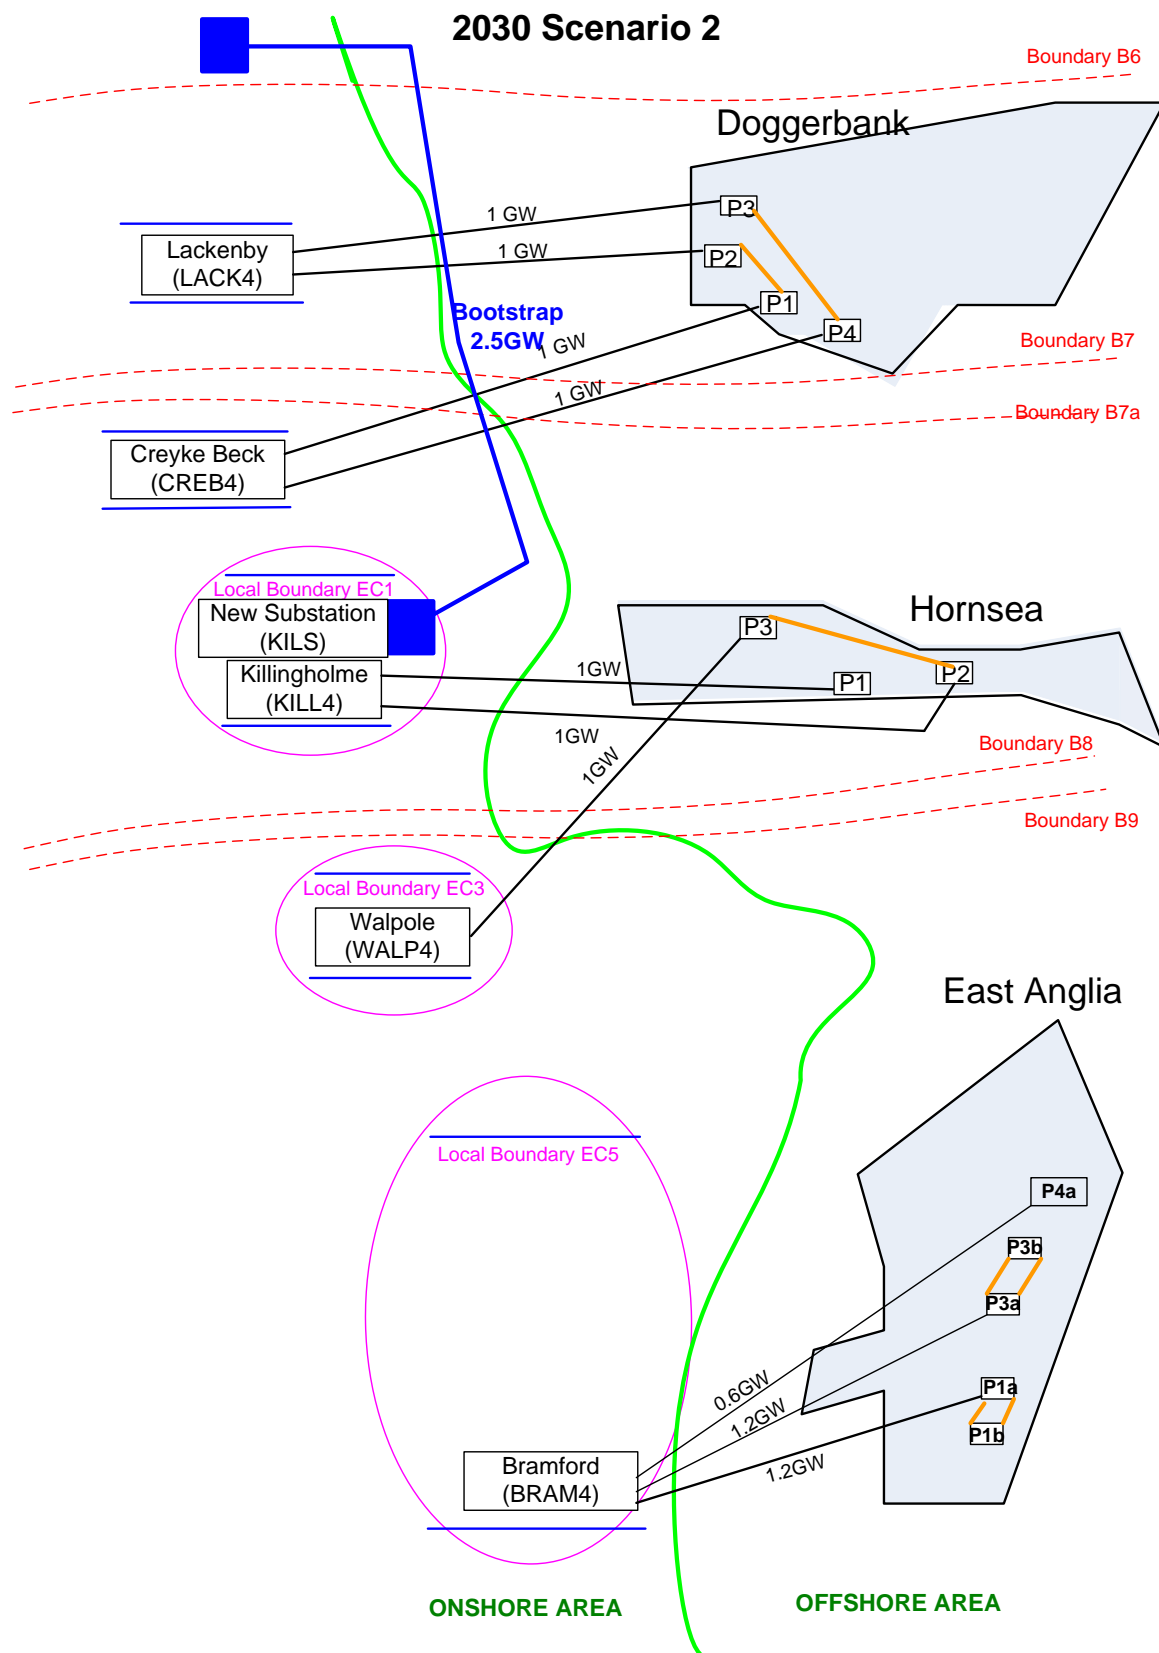 2030 Scenario 2
Boundary B6
Doggerbank
P3
1 GW
Lackenby
(LACK4)
1 GW
P2
P1
P4
Bootstrap
2.5GW
1 GW
Boundary B7
1 GW
Boundary B7a
Creyke Beck
(CREB4)
Local Boundary EC1
New Substation
(KILS)
Hornsea
P3
Killingholme
(KILL4)
1GW
P1
P2
1GW
1GW
Boundary B8
Boundary B9
Local Boundary EC3
Walpole
(WALP4)
East Anglia
Local Boundary EC5
P4a
P3b
P3a
P1a
P1b
0.6GW
1.2GW
1.2GW
Bramford
(BRAM4)
ONSHORE AREA
OFFSHORE AREA